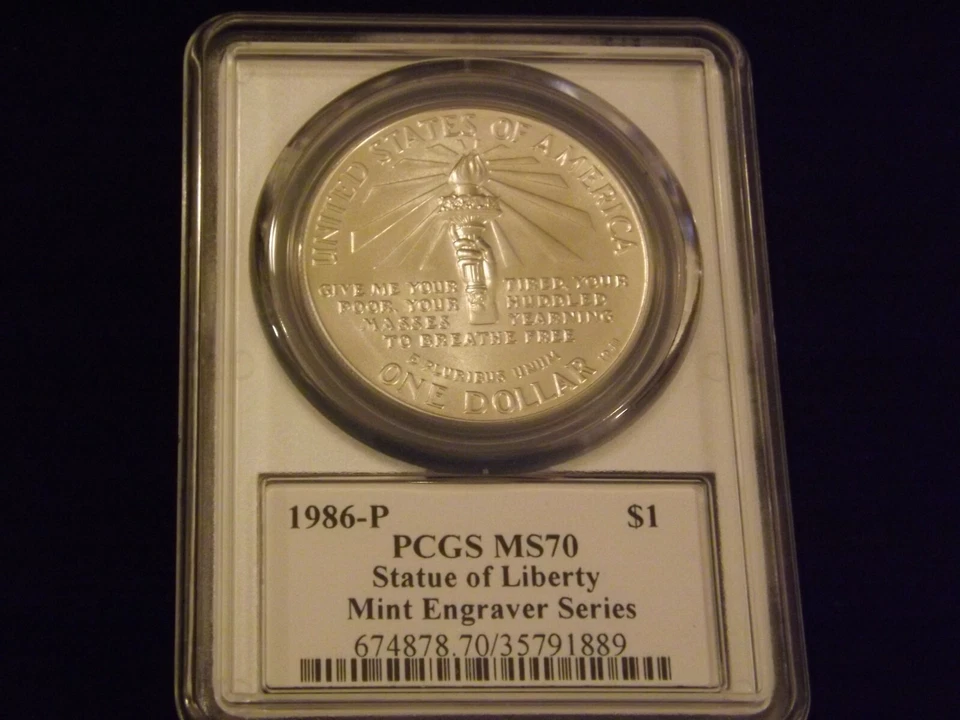 UNITED STATES OF AMERICA
GIVE ME YOUR TIRED, YOUR
POOR, YOUR HUDDLED
MASSES YEARNING
TO BREATHE FREE
E PLURIBUS UNUM
ONE DOLLAR
1986-P $1
PCGS MS70
Statue of Liberty
Mint Engraver Series
674878.70/35791889